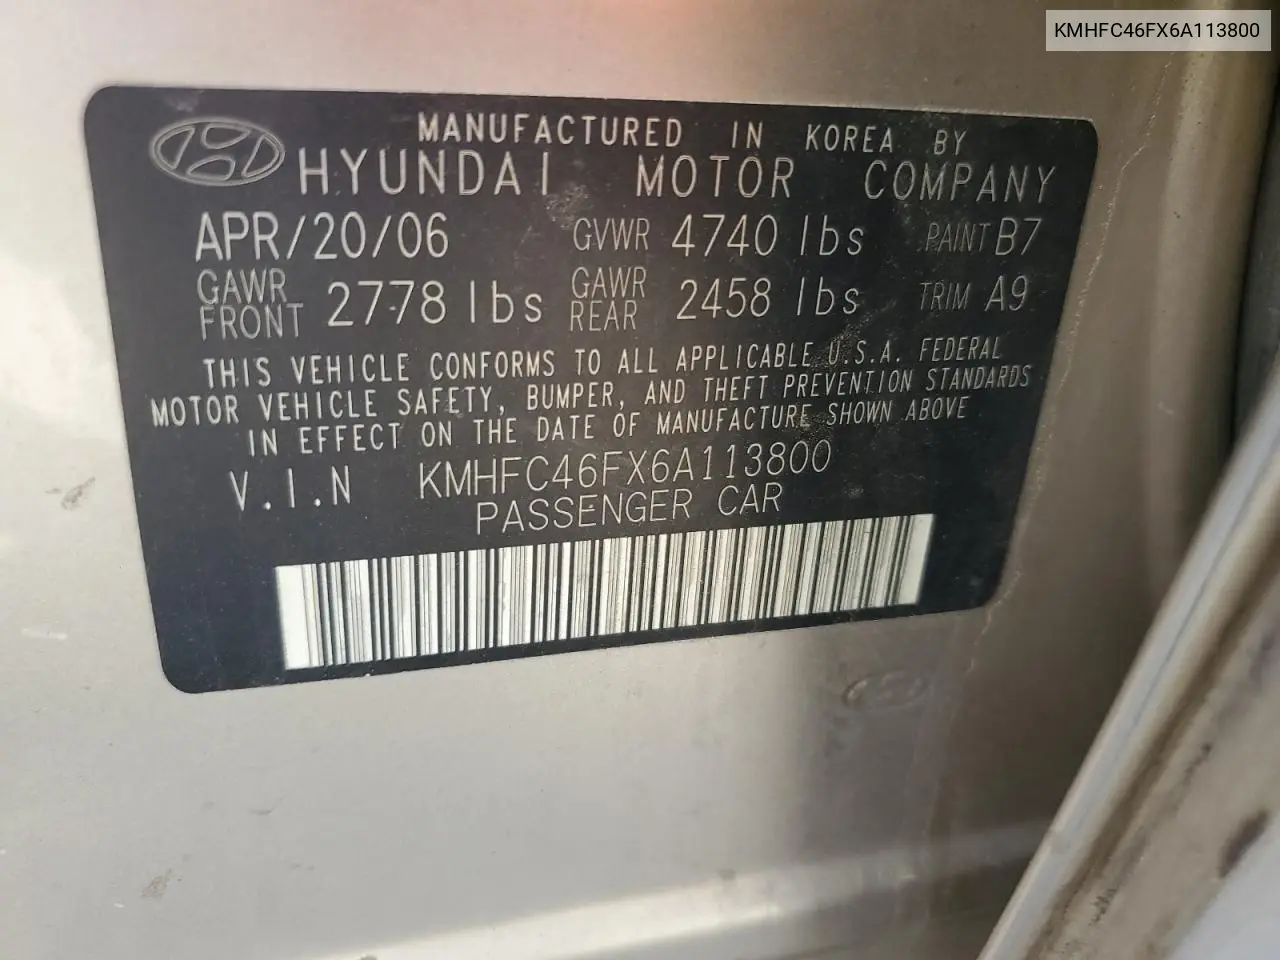 KMHFC46FX6A113800
MANUFACTURED IN KOREA BY
HYUNDAI MOTOR COMPANY
APR/20/06 GVWR 4740 lbs PAINT B7
GAWR FRONT 2778 lbs GAWR REAR 2458 lbs TRIM A9
THIS VEHICLE CONFORMS TO ALL APPLICABLE U.S.A. FEDERAL
MOTOR VEHICLE SAFETY, BUMPER, AND THEFT PREVENTION STANDARDS
IN EFFECT ON THE DATE OF MANUFACTURE SHOWN ABOVE
V.I.N KMHFC46FX6A113800
PASSENGER CAR